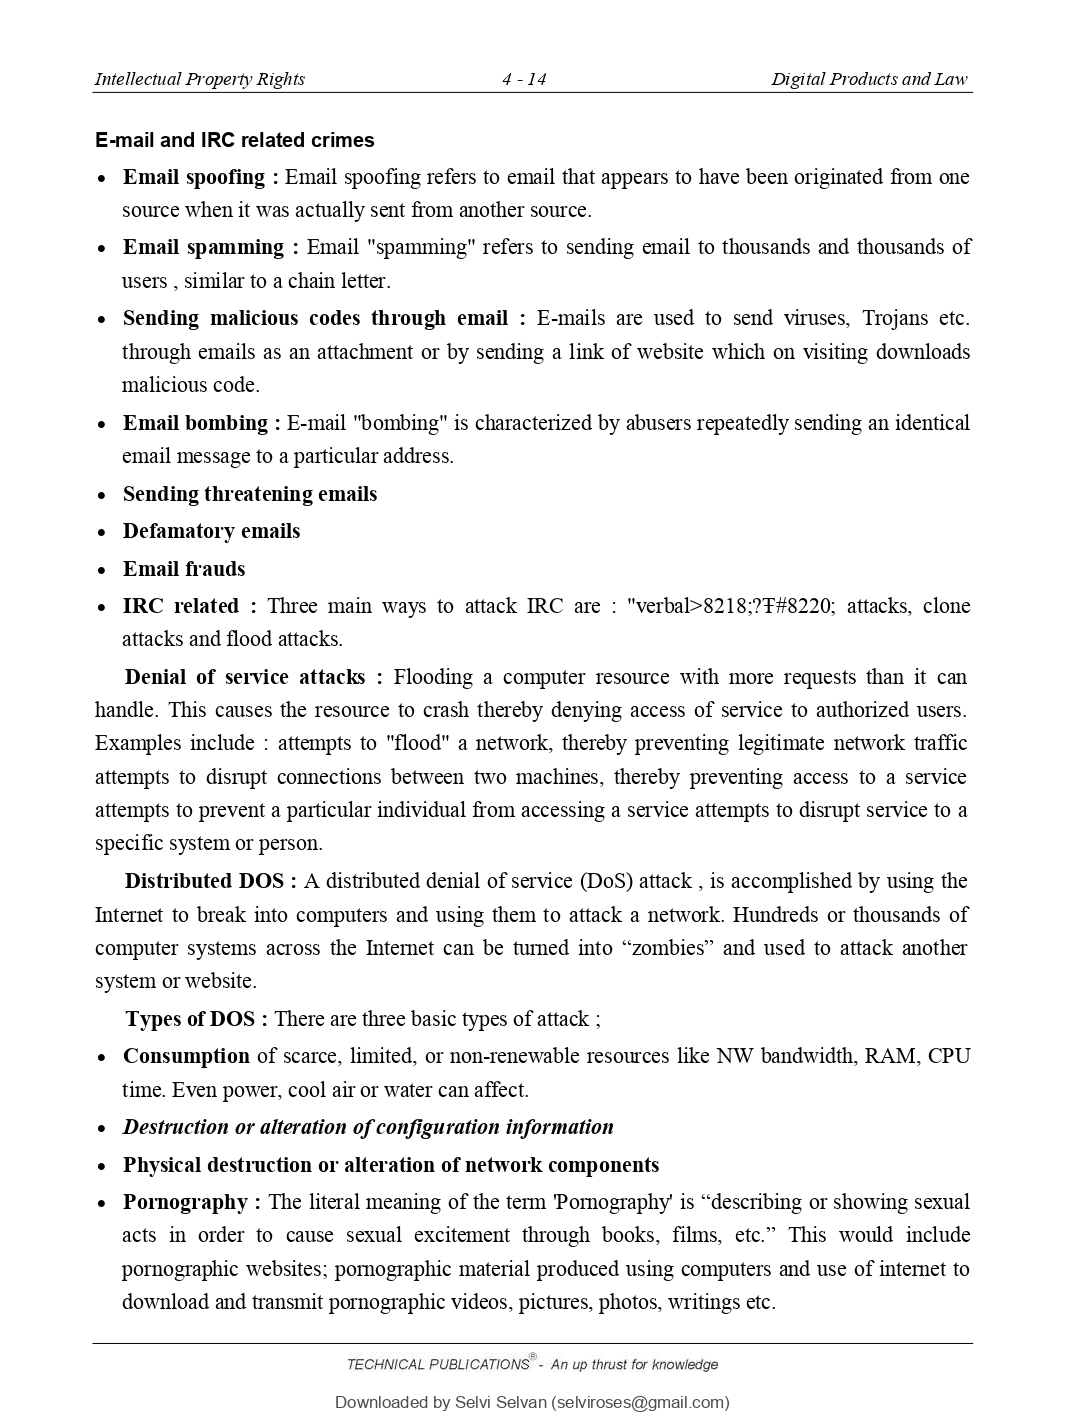 Intellectual Property Rights 4 - 14 Digital Products and Law
E-mail and IRC related crimes
• Email spoofing : Email spoofing refers to email that appears to have been originated from one
source when it was actually sent from another source.
• Email spamming : Email "spamming" refers to sending email to thousands and thousands of
users , similar to a chain letter.
• Sending malicious codes through email : E-mails are used to send viruses, Trojans etc.
through emails as an attachment or by sending a link of website which on visiting downloads
malicious code.
• Email bombing : E-mail "bombing" is characterized by abusers repeatedly sending an identical
email message to a particular address.
• Sending threatening emails
• Defamatory emails
• Email frauds
• IRC related : Three main ways to attack IRC are : "verbal>8218;?Ŧ#8220; attacks, clone
attacks and flood attacks.
Denial of service attacks : Flooding a computer resource with more requests than it can
handle. This causes the resource to crash thereby denying access of service to authorized users.
Examples include : attempts to "flood" a network, thereby preventing legitimate network traffic
attempts to disrupt connections between two machines, thereby preventing access to a service
attempts to prevent a particular individual from accessing a service attempts to disrupt service to a
specific system or person.
Distributed DOS : A distributed denial of service (DoS) attack , is accomplished by using the
Internet to break into computers and using them to attack a network. Hundreds or thousands of
computer systems across the Internet can be turned into “zombies” and used to attack another
system or website.
Types of DOS : There are three basic types of attack ;
• Consumption of scarce, limited, or non-renewable resources like NW bandwidth, RAM, CPU
time. Even power, cool air or water can affect.
• Destruction or alteration of configuration information
• Physical destruction or alteration of network components
• Pornography : The literal meaning of the term 'Pornography' is “describing or showing sexual
acts in order to cause sexual excitement through books, films, etc.” This would include
pornographic websites; pornographic material produced using computers and use of internet to
download and transmit pornographic videos, pictures, photos, writings etc.
TECHNICAL PUBLICATIONS® - An up thrust for knowledge
Downloaded by Selvi Selvan (selviroses@gmail.com)